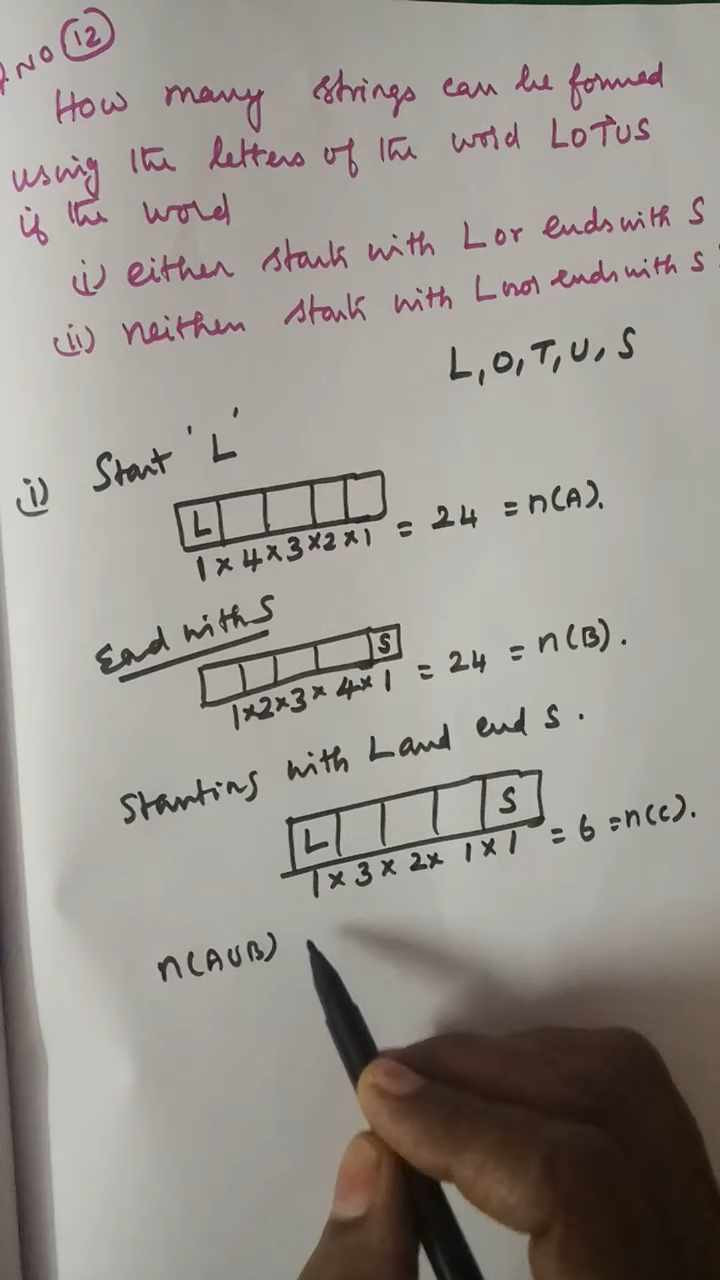 Q.NO 12
How many strings can be formed
using the letters of the word LOTUS
if the word
(i) either starts with L or ends with S
(ii) neither starts with L nor ends with S
L, O, T, U, S
(i) Start 'L'
L
1 × 4 × 3 × 2 × 1 = 24 = n(A).
End with S
S
1×2×3× 4×1 = 24 = n(B).
Starting with L and end S.
L S
1 × 3 × 2× 1 × 1 = 6 = n(C).
n(A∪B)